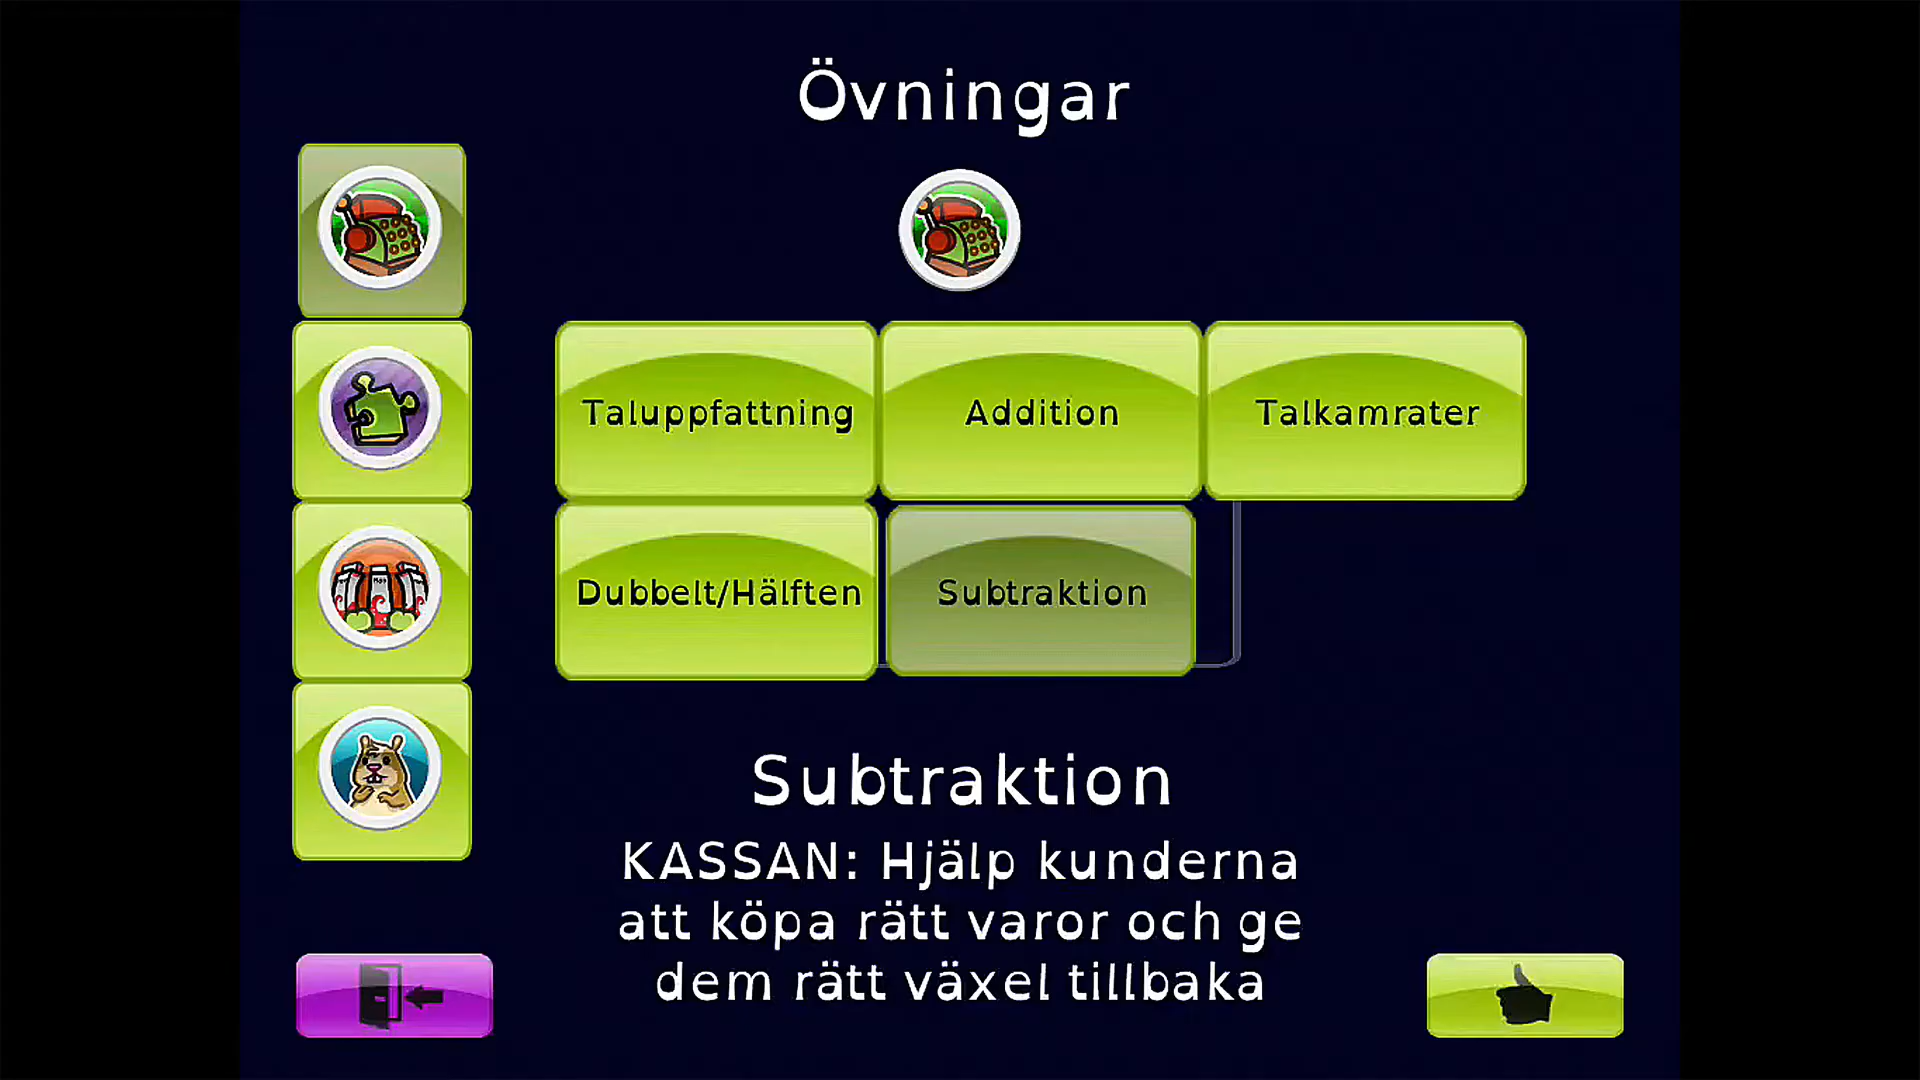 Övningar
Taluppfattning
Addition
Talkamrater
Dubbelt/Hälften
Subtraktion
Subtraktion
KASSAN: Hjälp kunderna
att köpa rätt varor och ge
dem rätt växel tillbaka